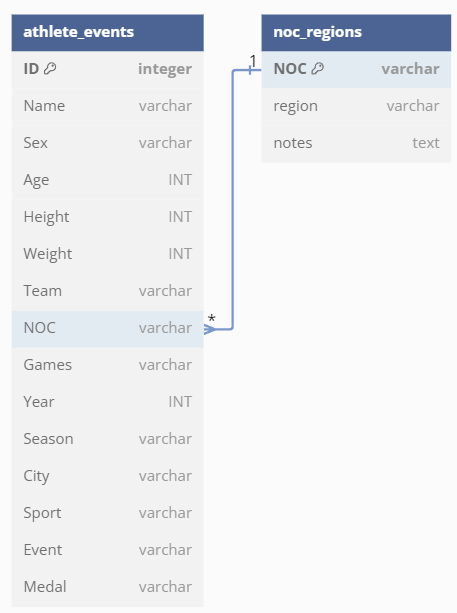 athlete_events
ID integer
Name varchar
Sex varchar
Age INT
Height INT
Weight INT
Team varchar
NOC varchar
Games varchar
Year INT
Season varchar
City varchar
Sport varchar
Event varchar
Medal varchar
*
1
noc_regions
NOC varchar
region varchar
notes text